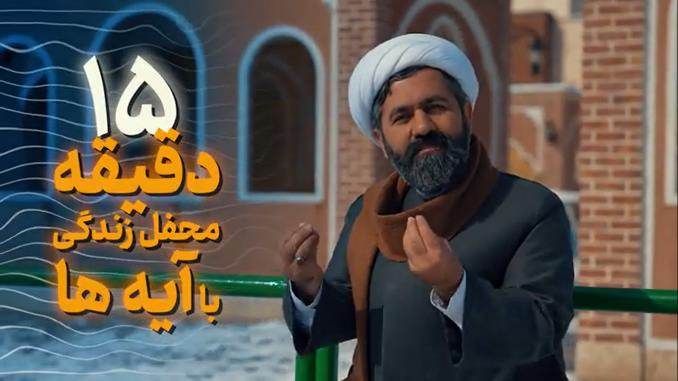 ۱۵
دقیقه
محفل زندگی
با آیه ها